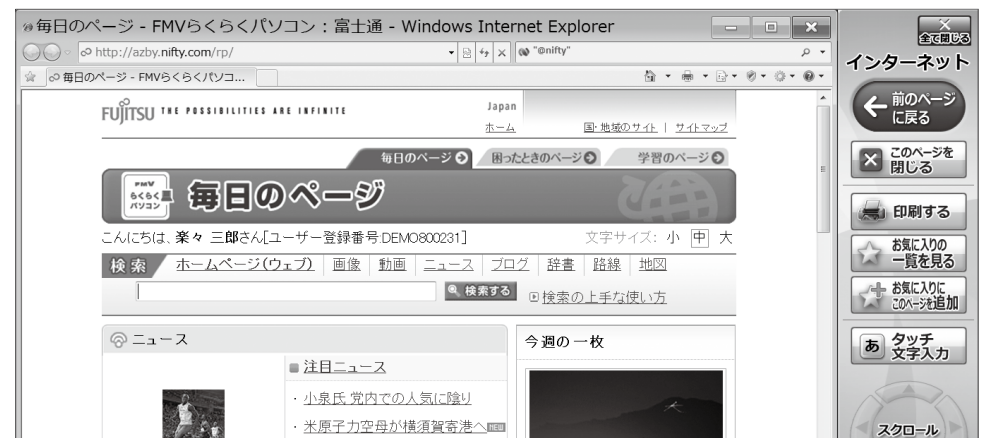 毎日のページ - FMVらくらくパソコン：富士通 - Windows Internet Explorer
http://azby.nifty.com/rp/
"@nifty"
毎日のページ - FMVらくらくパソコ...
FUJITSU THE POSSIBILITIES ARE INFINITE
Japan
ホーム
国・地域のサイト | サイトマップ
毎日のページ
困ったときのページ
学習のページ
FMV
らくらく
パソコン
毎日のページ
こんにちは、楽々 三郎さん[ユーザー登録番号:DEMO800231]
文字サイズ: 小 中 大
検索 ホームページ(ウェブ) 画像 動画 ニュース ブログ 辞書 路線 地図
検索する
検索の上手な使い方
ニュース
注目ニュース
・小泉氏 党内での人気に陰り
・米原子力空母が横須賀寄港へ NEW
今週の一枚
全て閉じる
インターネット
前のページ
に戻る
このページを
閉じる
印刷する
お気に入りの
一覧を見る
お気に入りに
このページを追加
あ
タッチ
文字入力
スクロール